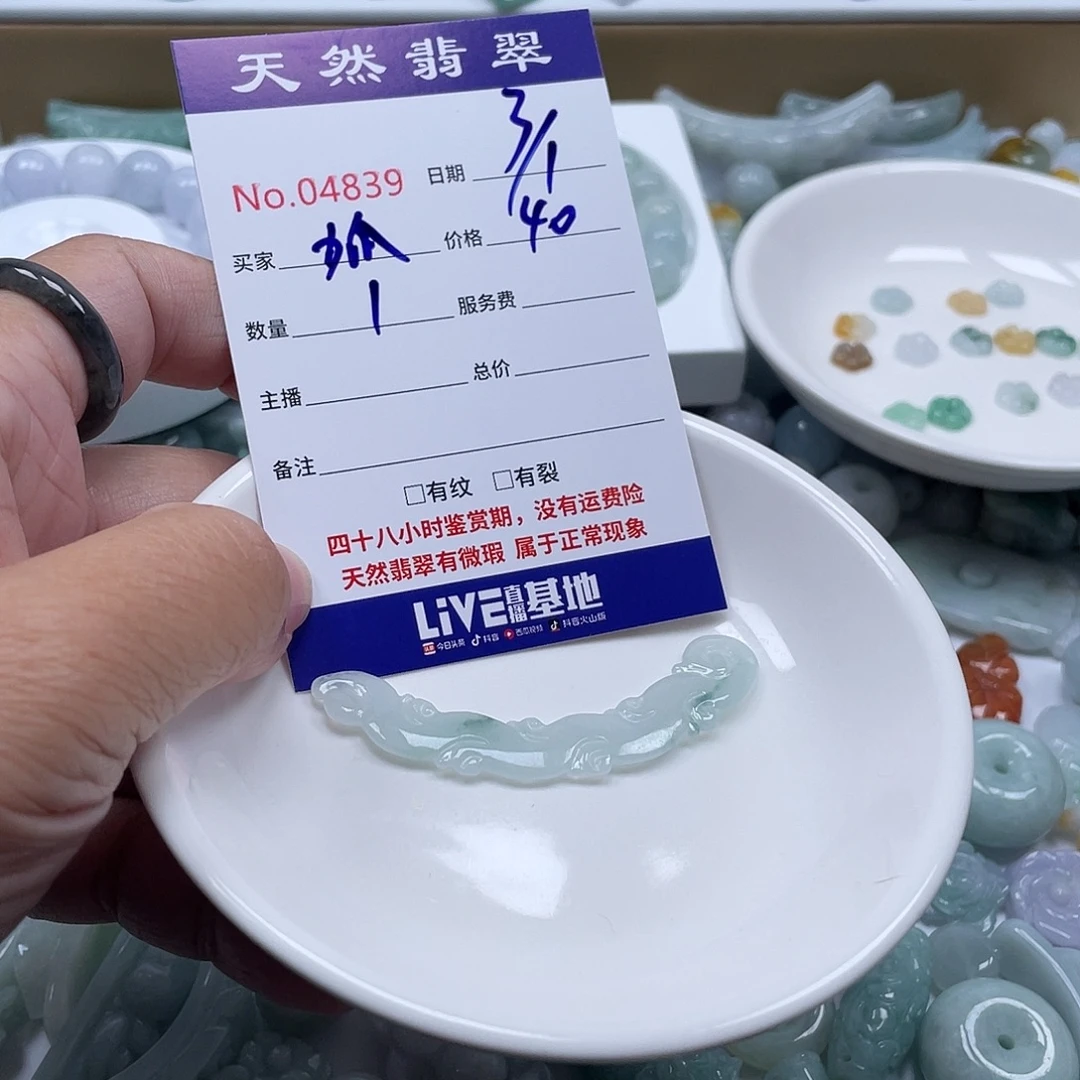 天然翡翠
No.04839 日期 3/1
买家 价格 40
数量 1 服务费
主播 总价
备注
□有纹 □有裂
四十八小时鉴赏期，没有运费险
天然翡翠有微瑕 属于正常现象
LiVE直播基地
今日头条 抖音 西瓜视频 抖音火山版